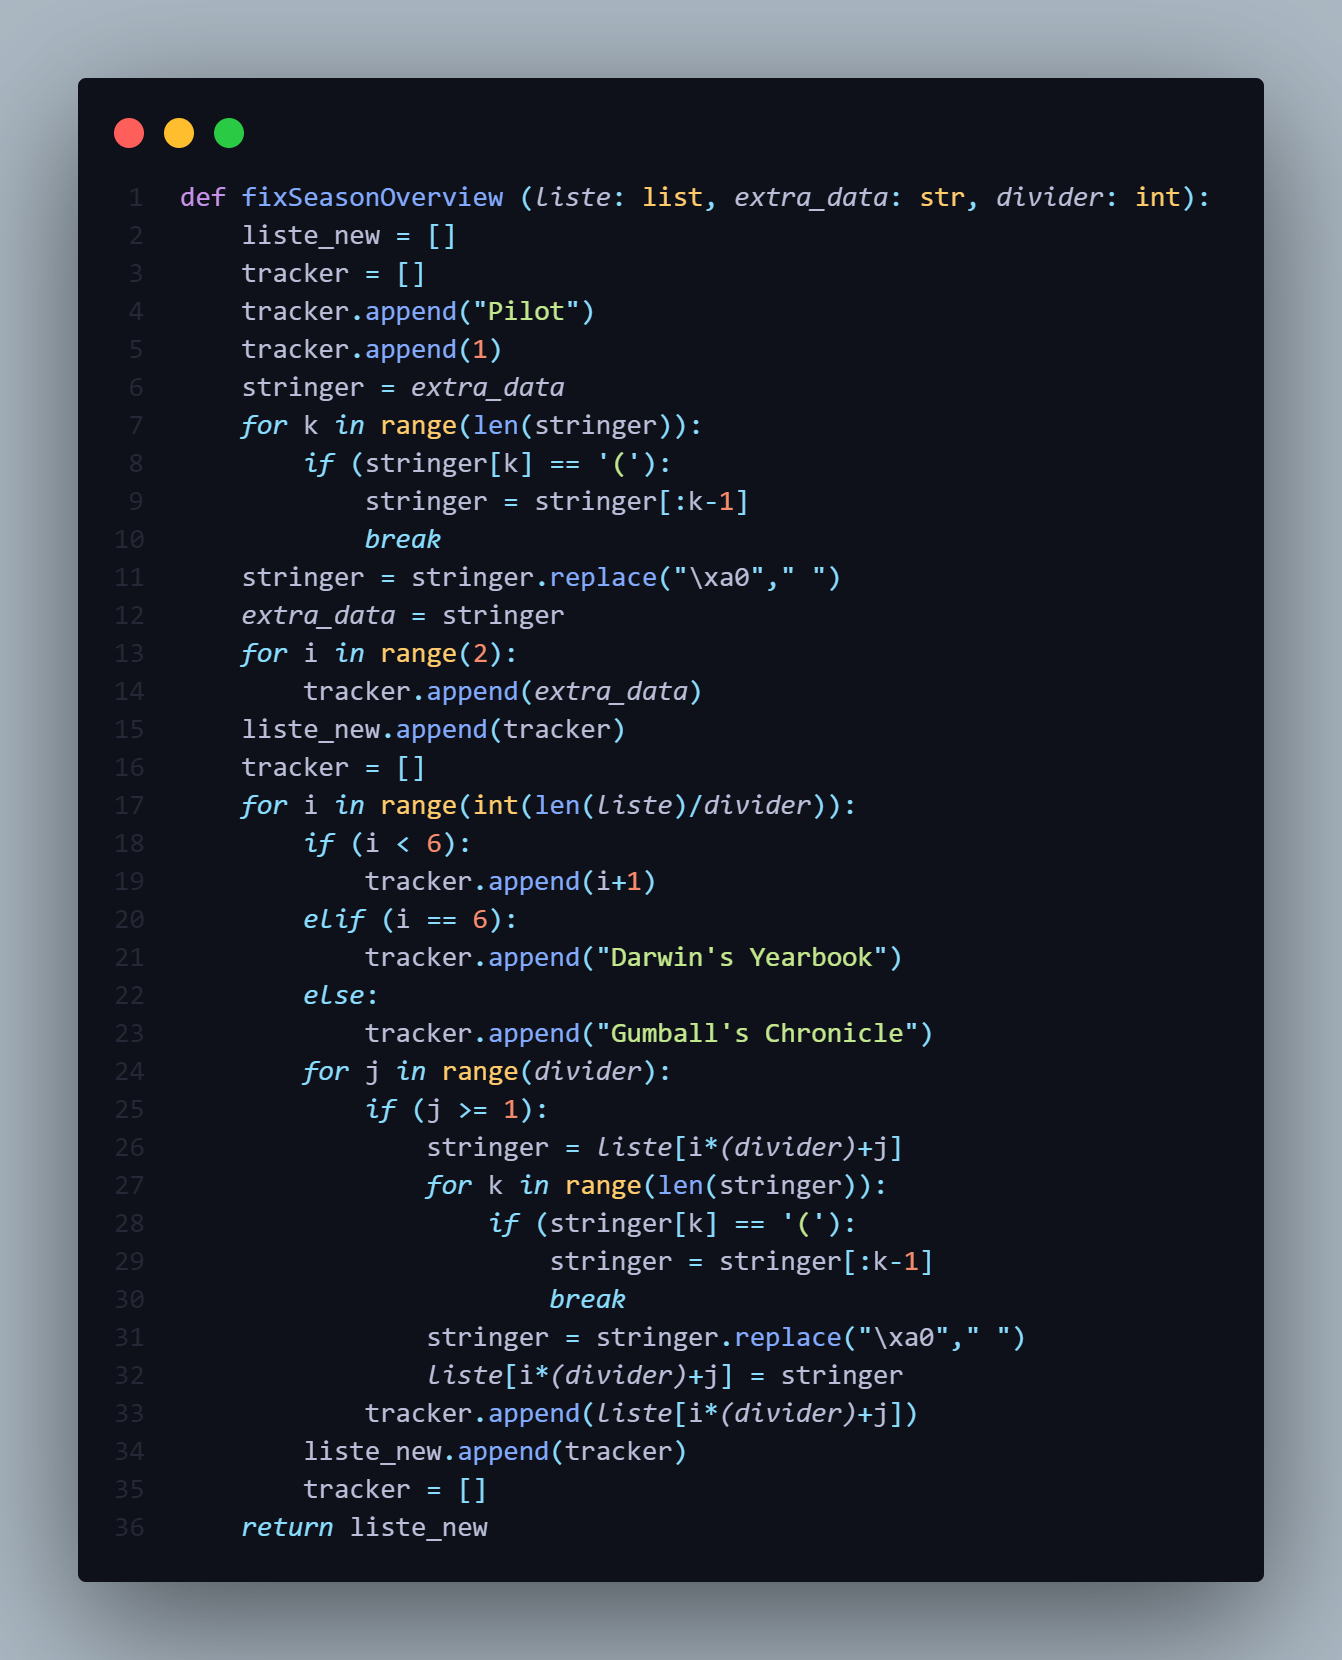 1 def fixSeasonOverview (liste: list, extra_data: str, divider: int):
2     liste_new = []
3     tracker = []
4     tracker.append("Pilot")
5     tracker.append(1)
6     stringer = extra_data
7     for k in range(len(stringer)):
8         if (stringer[k] == '('):
9             stringer = stringer[:k-1]
10             break
11     stringer = stringer.replace("\xa0"," ")
12     extra_data = stringer
13     for i in range(2):
14         tracker.append(extra_data)
15     liste_new.append(tracker)
16     tracker = []
17     for i in range(int(len(liste)/divider)):
18         if (i < 6):
19             tracker.append(i+1)
20         elif (i == 6):
21             tracker.append("Darwin's Yearbook")
22         else:
23             tracker.append("Gumball's Chronicle")
24         for j in range(divider):
25             if (j >= 1):
26                 stringer = liste[i*(divider)+j]
27                 for k in range(len(stringer)):
28                     if (stringer[k] == '('):
29                         stringer = stringer[:k-1]
30                         break
31                 stringer = stringer.replace("\xa0"," ")
32                 liste[i*(divider)+j] = stringer
33             tracker.append(liste[i*(divider)+j])
34         liste_new.append(tracker)
35         tracker = []
36     return liste_new